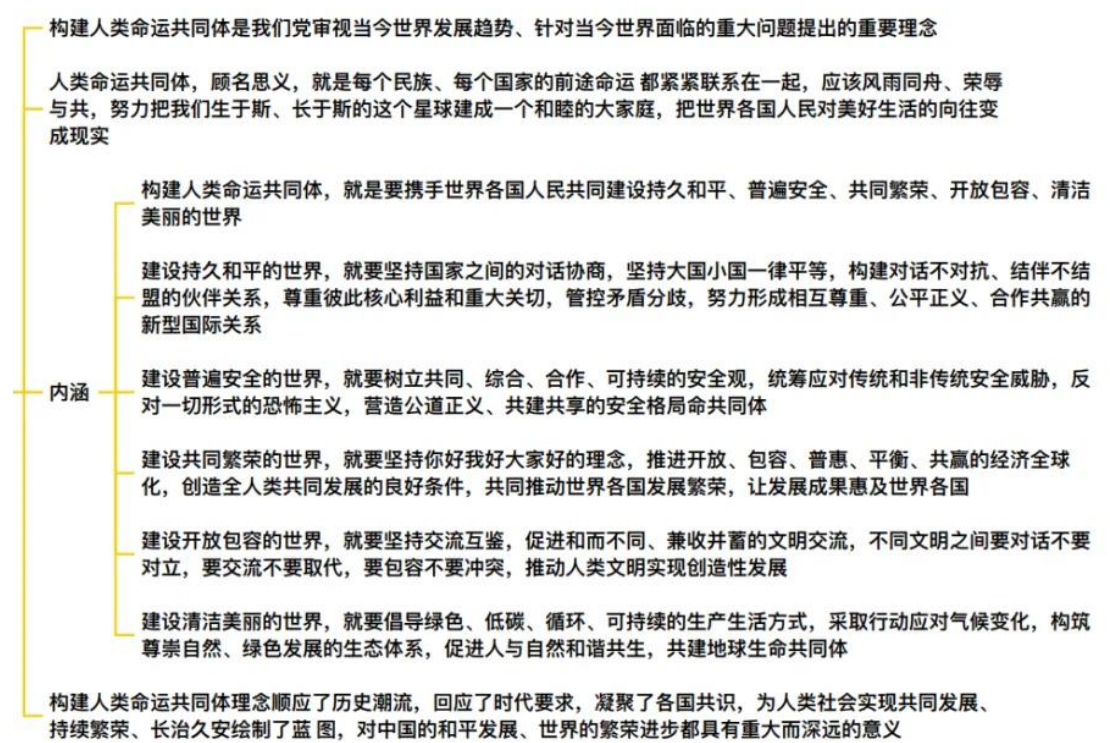 构建人类命运共同体是我们党审视当今世界发展趋势、针对当今世界面临的重大问题提出的重要理念
人类命运共同体，顾名思义，就是每个民族、每个国家的前途命运 都紧紧联系在一起，应该风雨同舟、荣辱
与共，努力把我们生于斯、长于斯的这个星球建成一个和睦的大家庭，把世界各国人民对美好生活的向往变
成现实
内涵
构建人类命运共同体，就是要携手世界各国人民共同建设持久和平、普遍安全、共同繁荣、开放包容、清洁
美丽的世界
建设持久和平的世界，就要坚持国家之间的对话协商，坚持大国小国一律平等，构建对话不对抗、结伴不结
盟的伙伴关系，尊重彼此核心利益和重大关切，管控矛盾分歧，努力形成相互尊重、公平正义、合作共赢的
新型国际关系
建设普遍安全的世界，就要树立共同、综合、合作、可持续的安全观，统筹应对传统和非传统安全威胁，反
对一切形式的恐怖主义，营造公道正义、共建共享的安全格局命共同体
建设共同繁荣的世界，就要坚持你好我好大家好的理念，推进开放、包容、普惠、平衡、共赢的经济全球
化，创造全人类共同发展的良好条件，共同推动世界各国发展繁荣，让发展成果惠及世界各国
建设开放包容的世界，就要坚持交流互鉴，促进和而不同、兼收并蓄的文明交流，不同文明之间要对话不要
对立，要交流不要取代，要包容不要冲突，推动人类文明实现创造性发展
建设清洁美丽的世界，就要倡导绿色、低碳、循环、可持续的生产生活方式，采取行动应对气候变化，构筑
尊崇自然、绿色发展的生态体系，促进人与自然和谐共生，共建地球生命共同体
构建人类命运共同体理念顺应了历史潮流，回应了时代要求，凝聚了各国共识，为人类社会实现共同发展、
持续繁荣、长治久安绘制了蓝 图，对中国的和平发展、世界的繁荣进步都具有重大而深远的意义